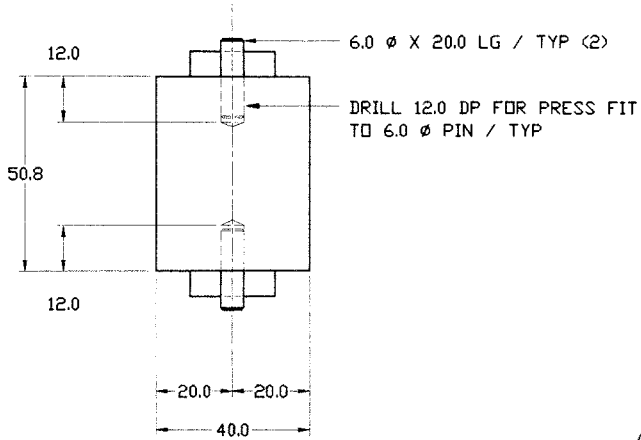 6.0 ø X 20.0 LG / TYP (2)
12.0
DRILL 12.0 DP FOR PRESS FIT
TO 6.0 ø PIN / TYP
50.8
12.0
20.0
20.0
40.0